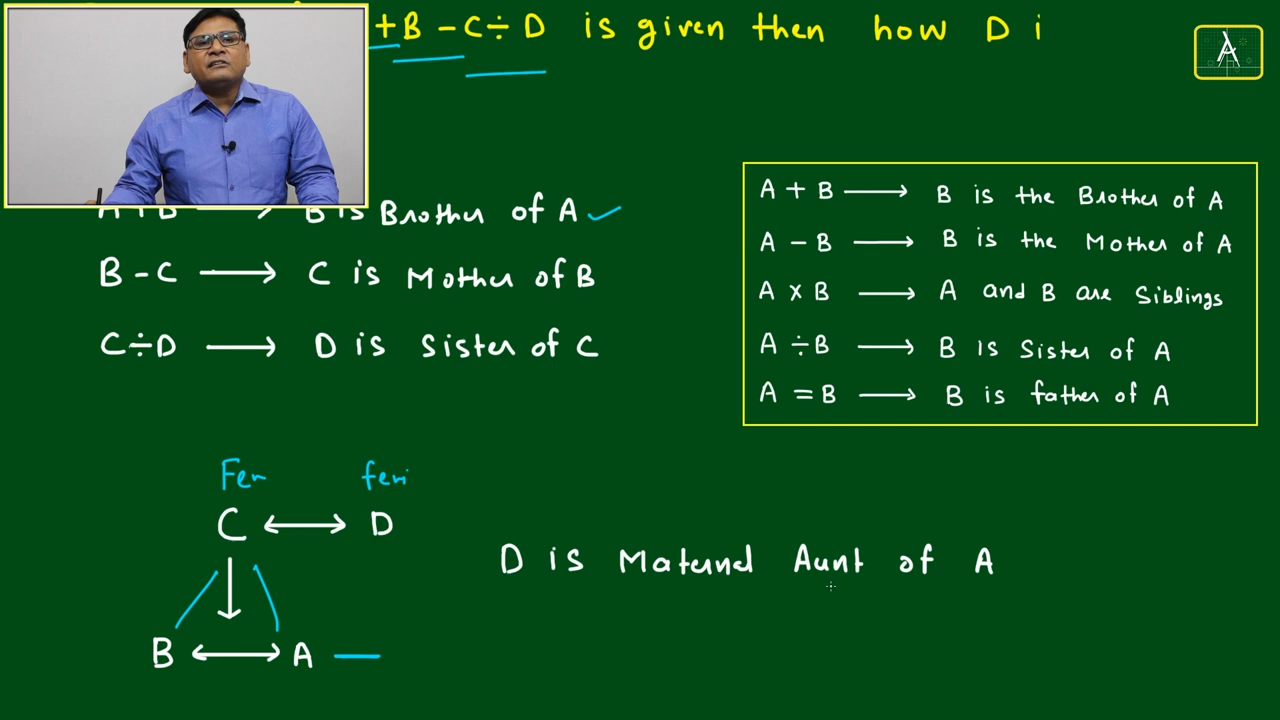 +B - C ÷ D is given then how D i
A + B ⟶ B is Brother of A ✓
B - C ⟶ C is Mother of B
C ÷ D ⟶ D is Sister of C
A + B ⟶ B is the Brother of A
A - B ⟶ B is the Mother of A
A × B ⟶ A and B are Siblings
A ÷ B ⟶ B is Sister of A
A = B ⟶ B is father of A
Fem fem
C ⟷ D
B ⟷ A —
D is Maternal Aunt of A